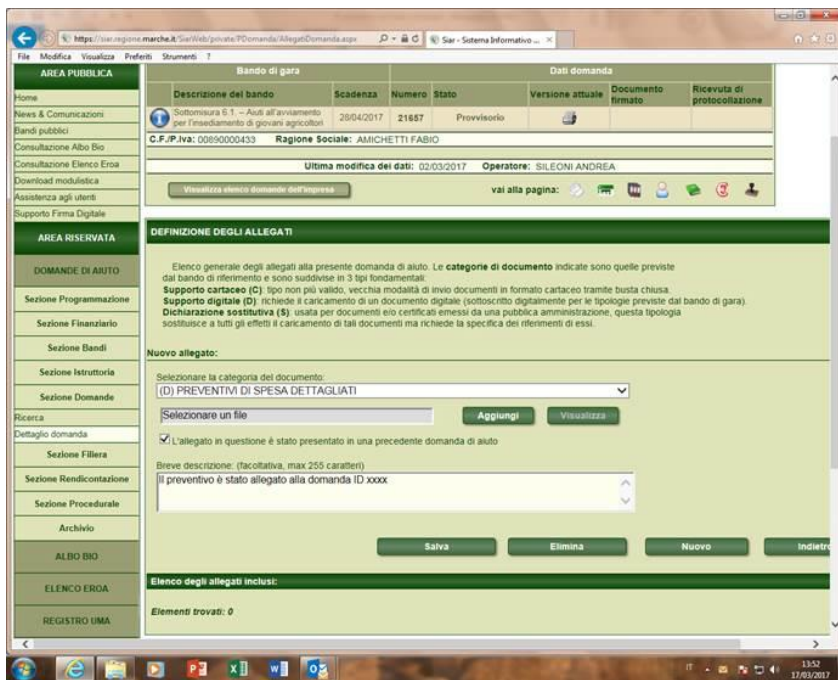 https://siar.regione.marche.it/SiarWeb/private/PDomanda/AllegatiDomanda.aspx
Siar - Sistema Informativo ...
File Modifica Visualizza Preferiti Strumenti ?
AREA PUBBLICA
Home
News & Comunicazioni
Bandi pubblici
Consultazione Albo Bio
Consultazione Elenco Eroa
Download modulistica
Assistenza agli utenti
Supporto Firma Digitale
AREA RISERVATA
DOMANDE DI AIUTO
Sezione Programmazione
Sezione Finanziario
Sezione Bandi
Sezione Istruttoria
Sezione Domande
Ricerca
Dettaglio domanda
Sezione Filiera
Sezione Rendicontazione
Sezione Procedurale
Archivio
ALBO BIO
ELENCO EROA
REGISTRO UMA
Bando di gara Dati domanda
Descrizione del bando Scadenza Numero Stato Versione attuale Documento firmato Ricevuta di protocollazione
Sottomisura 6.1. – Aiuti all'avviamento
per l'insediamento di giovani agricoltori 28/04/2017 21657 Provvisorio
C.F./P.Iva: 00890000433 Ragione Sociale: AMICHETTI FABIO
Ultima modifica dei dati: 02/03/2017 Operatore: SILEONI ANDREA
Visualizza elenco domande dell'impresa vai alla pagina:
DEFINIZIONE DEGLI ALLEGATI
Elenco generale degli allegati alla presente domanda di aiuto. Le categorie di documento indicate sono quelle previste
dal bando di riferimento e sono suddivise in 3 tipi fondamentali:
Supporto cartaceo (C): tipo non più valido, vecchia modalità di invio documenti in formato cartaceo tramite busta chiusa.
Supporto digitale (D): richiede il caricamento di un documento digitale (sottoscritto digitalmente per le tipologie previste dal bando di gara).
Dichiarazione sostitutiva (S): usata per documenti e/o certificati emessi da una pubblica amministrazione, questa tipologia
sostituisce a tutti gli effetti il caricamento di tali documenti ma richiede la specifica dei riferimenti di essi.
Nuovo allegato:
Selezionare la categoria del documento:
(D) PREVENTIVI DI SPESA DETTAGLIATI
Selezionare un file Aggiungi Visualizza
L'allegato in questione è stato presentato in una precedente domanda di aiuto
Breve descrizione: (facoltativa, max 255 caratteri)
Il preventivo è stato allegato alla domanda ID xxxx
Salva Elimina Nuovo Indietro
Elenco degli allegati inclusi:
Elementi trovati: 0
IT 13:52
17/03/2017